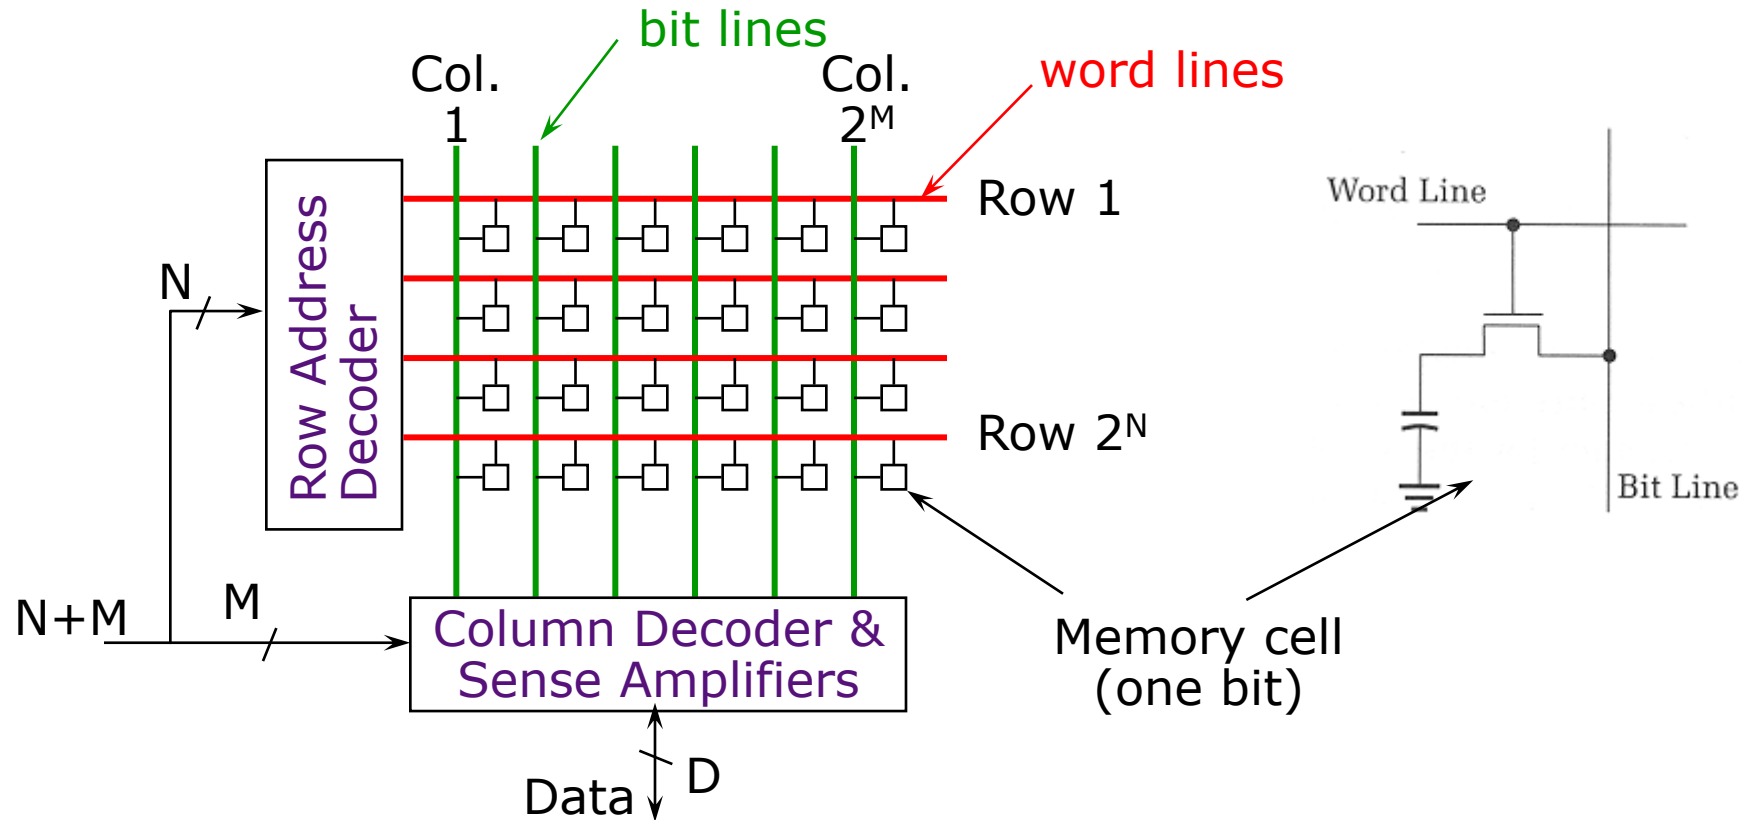 bit lines
Col.
1
Col.
2ᴹ
word lines
Row 1
Row 2ᴺ
Row Address
Decoder
N
N+M
M
Column Decoder &
Sense Amplifiers
Data
D
Memory cell
(one bit)
Word Line
Bit Line